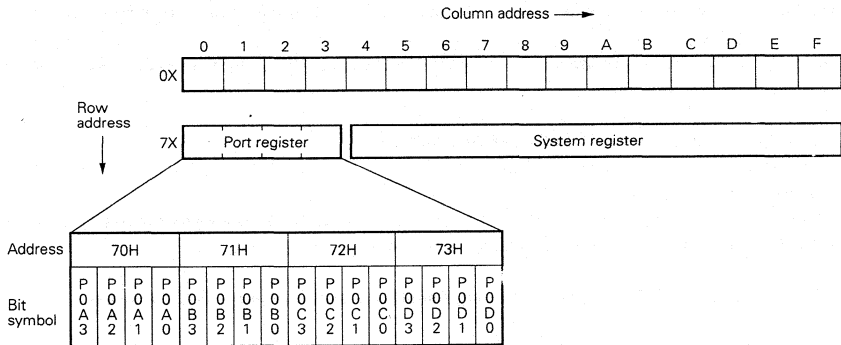 Column address
0 1 2 3 4 5 6 7 8 9 A B C D E F
0X
Row
address
7X Port register System register
Address 70H 71H 72H 73H
Bit
symbol
P0A3 P0A2 P0A1 P0A0 P0B3 P0B2 P0B1 P0B0 P0C3 P0C2 P0C1 P0C0 P0D3 P0D2 P0D1 P0D0